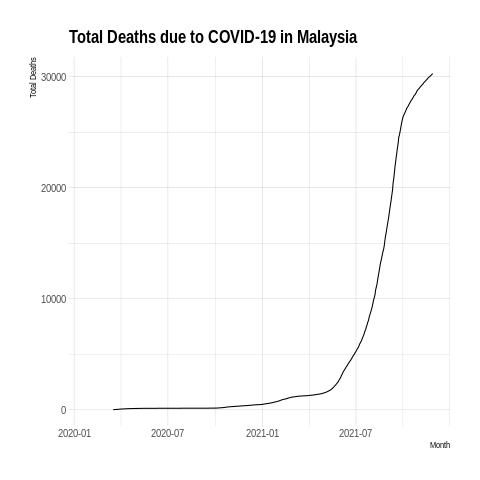 Total Deaths due to COVID-19 in Malaysia
Total Deaths
30000
20000
10000
0
2020-01 2020-07 2021-01 2021-07
Month